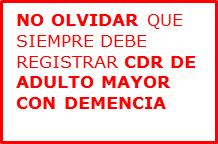 NO OLVIDAR QUE
SIEMPRE DEBE
REGISTRAR CDR DE
ADULTO MAYOR
CON DEMENCIA